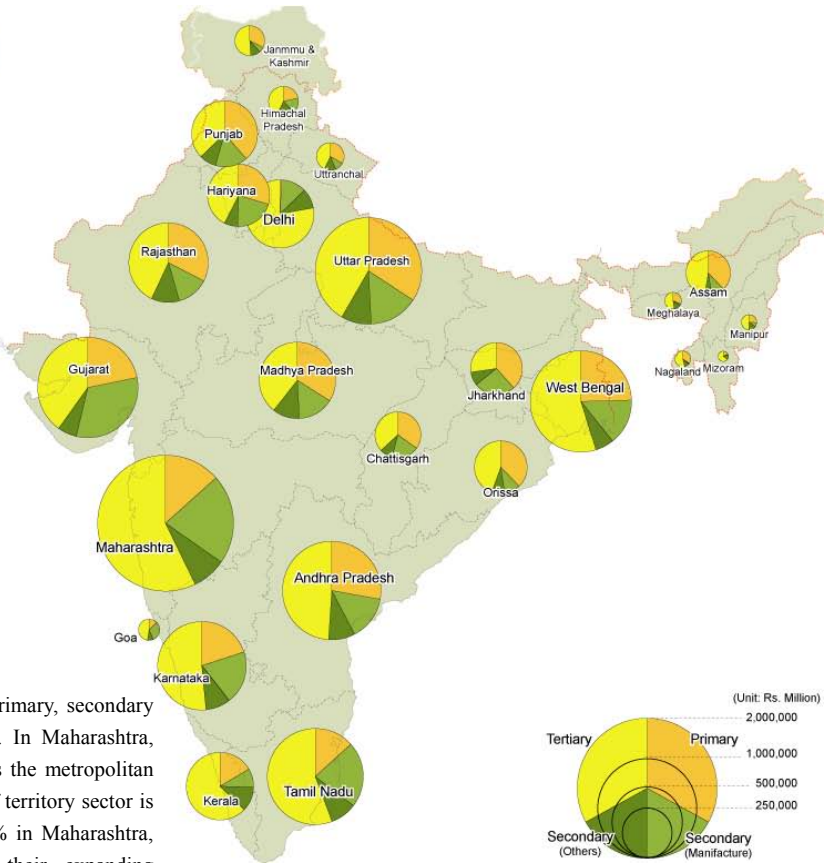 Janmmu &
Kashmir
Himachal
Pradesh
Punjab
Uttranchal
Hariyana
Delhi
Rajasthan
Uttar Pradesh
Assam
Meghalaya
Manipur
Nagaland
Mizoram
Gujarat
Madhya Pradesh
Jharkhand
West Bengal
Chattisgarh
Orissa
Maharashtra
Andhra Pradesh
Goa
Karnataka
Kerala
Tamil Nadu
rimary, secondary
In Maharashtra,
s the metropolitan
territory sector is
% in Maharashtra,
their expanding
(Unit: Rs. Million)
2,000,000
Tertiary
Primary
1,000,000
500,000
250,000
Secondary
(Others)
Secondary
(Manifacture)